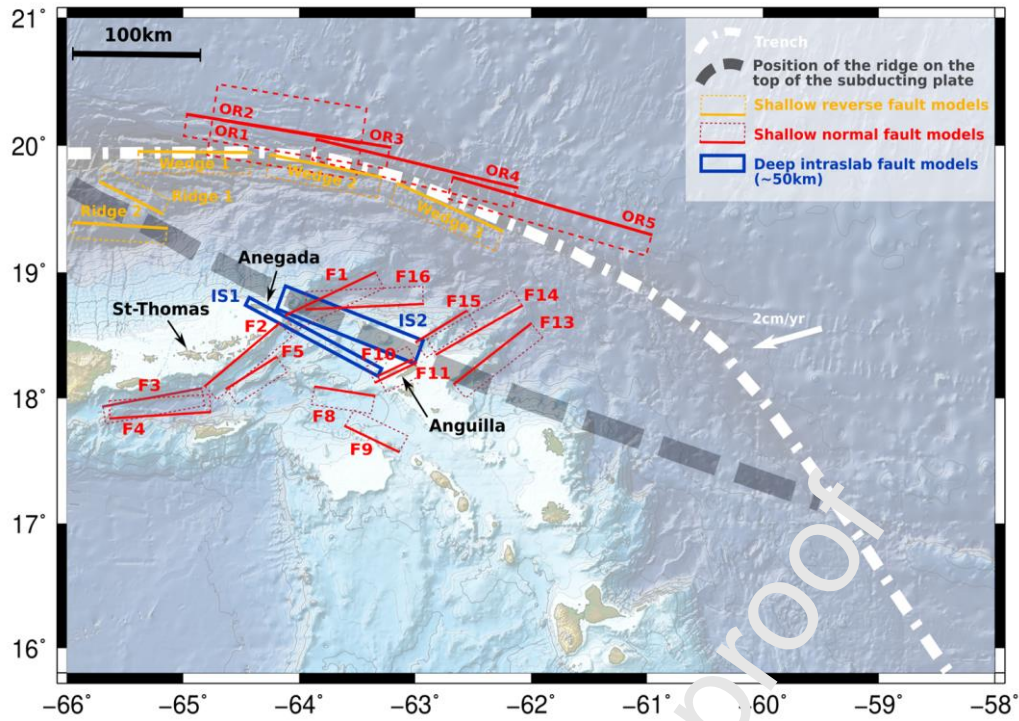 21°
20°
19°
18°
17°
16°
100km
Trench
Position of the ridge on the
top of the subducting plate
Shallow reverse fault models
Shallow normal fault models
Deep intraslab fault models
(~50km)
OR2
OR1
OR3
OR4
OR5
Wedge 1
Wedge 2
Wedge 2
Ridge 1
Ridge 2
Anegada
St-Thomas
Anguilla
IS1
IS2
F1
F16
F2
F5
F15
F14
F13
F10
F11
F3
F4
F8
F9
2cm/yr
proof
−66°
−65°
−64°
−63°
−62°
−61°
−60°
−59°
−58°